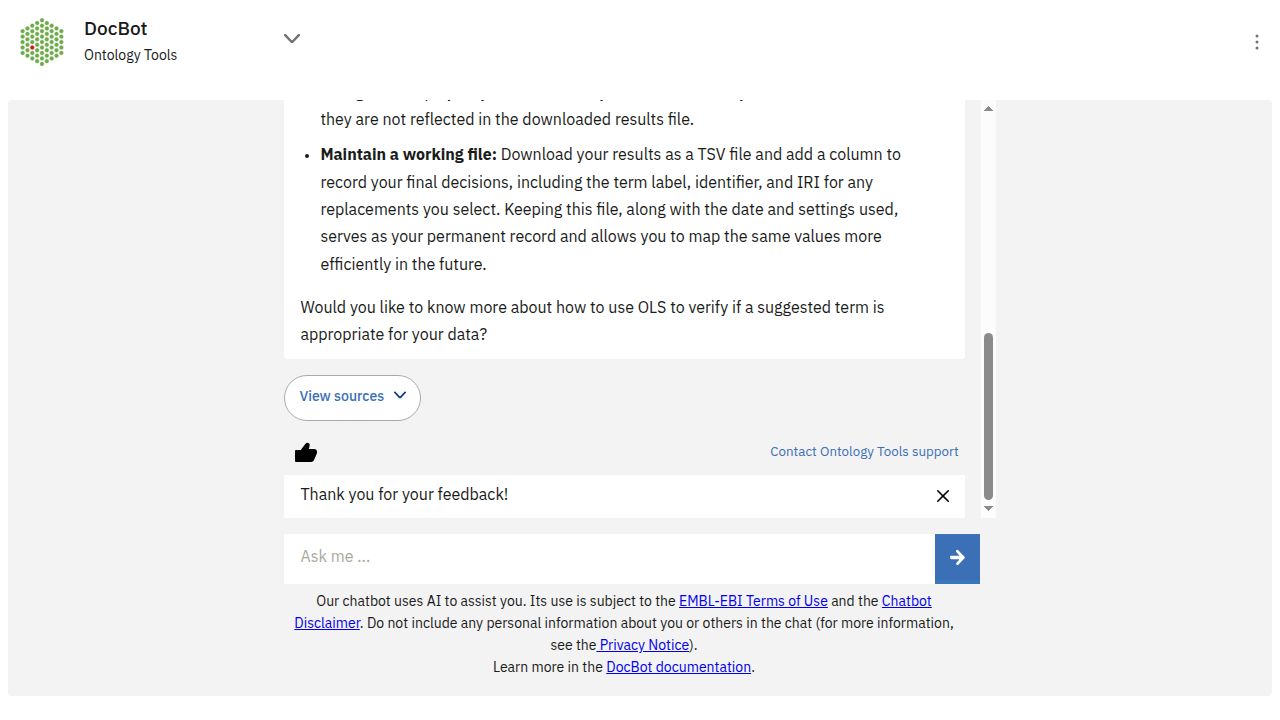 DocBot
Ontology Tools
they are not reflected in the downloaded results file.
• Maintain a working file: Download your results as a TSV file and add a column to
record your final decisions, including the term label, identifier, and IRI for any
replacements you select. Keeping this file, along with the date and settings used,
serves as your permanent record and allows you to map the same values more
efficiently in the future.
Would you like to know more about how to use OLS to verify if a suggested term is
appropriate for your data?
View sources
Contact Ontology Tools support
Thank you for your feedback!
Ask me ...
Our chatbot uses AI to assist you. Its use is subject to the EMBL-EBI Terms of Use and the Chatbot
Disclaimer. Do not include any personal information about you or others in the chat (for more information,
see the Privacy Notice).
Learn more in the DocBot documentation.